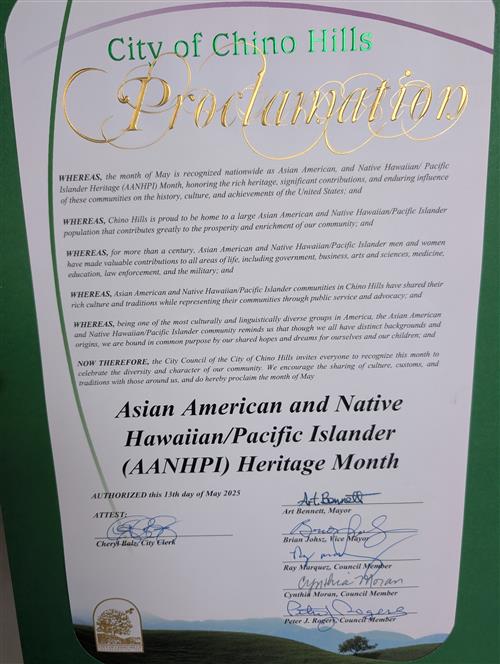 City of Chino Hills
Proclamation
WHEREAS, the month of May is recognized nationwide as Asian American, and Native Hawaiian/ Pacific
Islander Heritage (AANHPI) Month, honoring the rich heritage, significant contributions, and enduring influence
of these communities on the history, culture, and achievements of the United States; and
WHEREAS, Chino Hills is proud to be home to a large Asian American and Native Hawaiian/Pacific Islander
population that contributes greatly to the prosperity and enrichment of our community; and
WHEREAS, for more than a century, Asian American and Native Hawaiian/Pacific Islander men and women
have made valuable contributions to all areas of life, including government, business, arts and sciences, medicine,
education, law enforcement, and the military; and
WHEREAS, Asian American and Native Hawaiian/Pacific Islander communities in Chino Hills have shared their
rich culture and traditions while representing their communities through public service and advocacy; and
WHEREAS, being one of the most culturally and linguistically diverse groups in America, the Asian American
and Native Hawaiian/Pacific Islander community reminds us that though we all have distinct backgrounds and
origins, we are bound in common purpose by our shared hopes and dreams for ourselves and our children; and
NOW THEREFORE, the City Council of the City of Chino Hills invites everyone to recognize this month to
celebrate the diversity and character of our community. We encourage the sharing of culture, customs, and
traditions with those around us, and do hereby proclaim the month of May
Asian American and Native
Hawaiian/Pacific Islander
(AANHPI) Heritage Month
AUTHORIZED this 13th day of May 2025
ATTEST:
Cheryl Balz, City Clerk
Art Bennett
Art Bennett, Mayor
Brian Johsz, Vice Mayor
Ray Marquez, Council Member
Cynthia Moran
Cynthia Moran, Council Member
Peter J. Rogers
Peter J. Rogers, Council Member